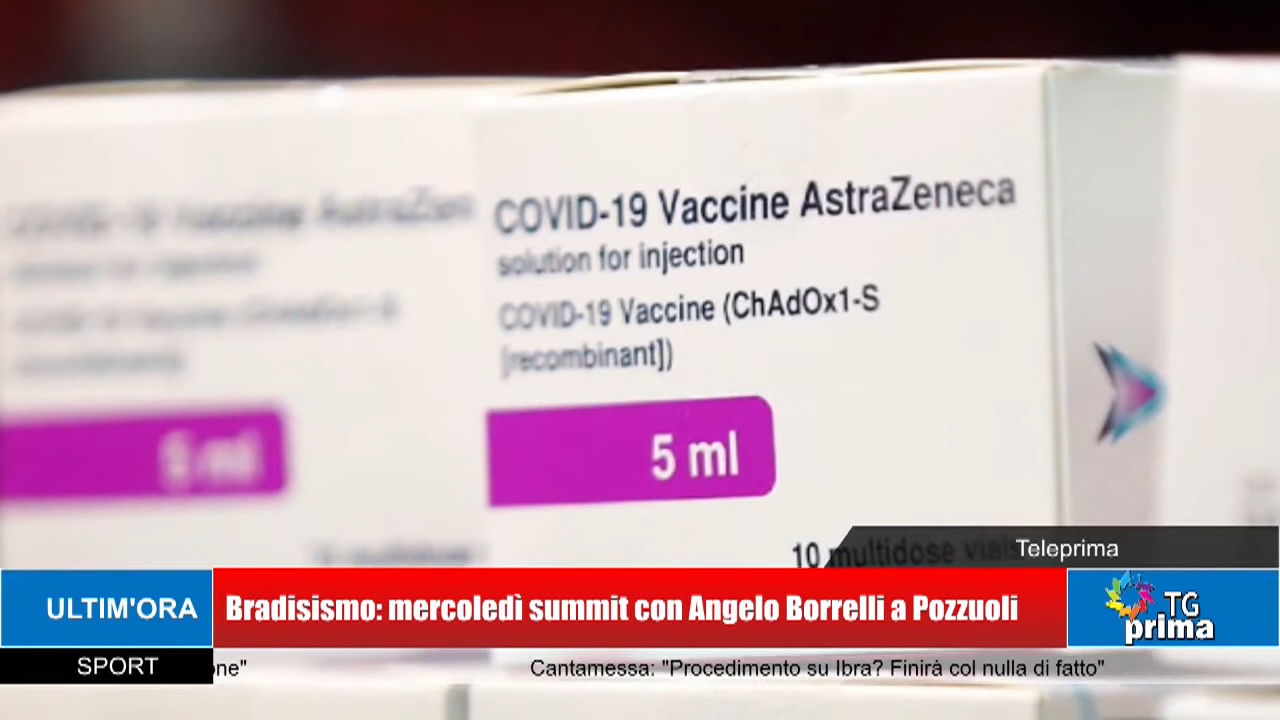 COVID-19 Vaccine AstraZeneca
solution for injection
COVID-19 Vaccine (ChAdOx1-S
[recombinant])
5 ml
5 ml
10 multidose vials
Teleprima
ULTIM'ORA
Bradisismo: mercoledì summit con Angelo Borrelli a Pozzuoli
TG
prima
SPORT
one"
Cantamessa: "Procedimento su Ibra? Finirà col nulla di fatto"